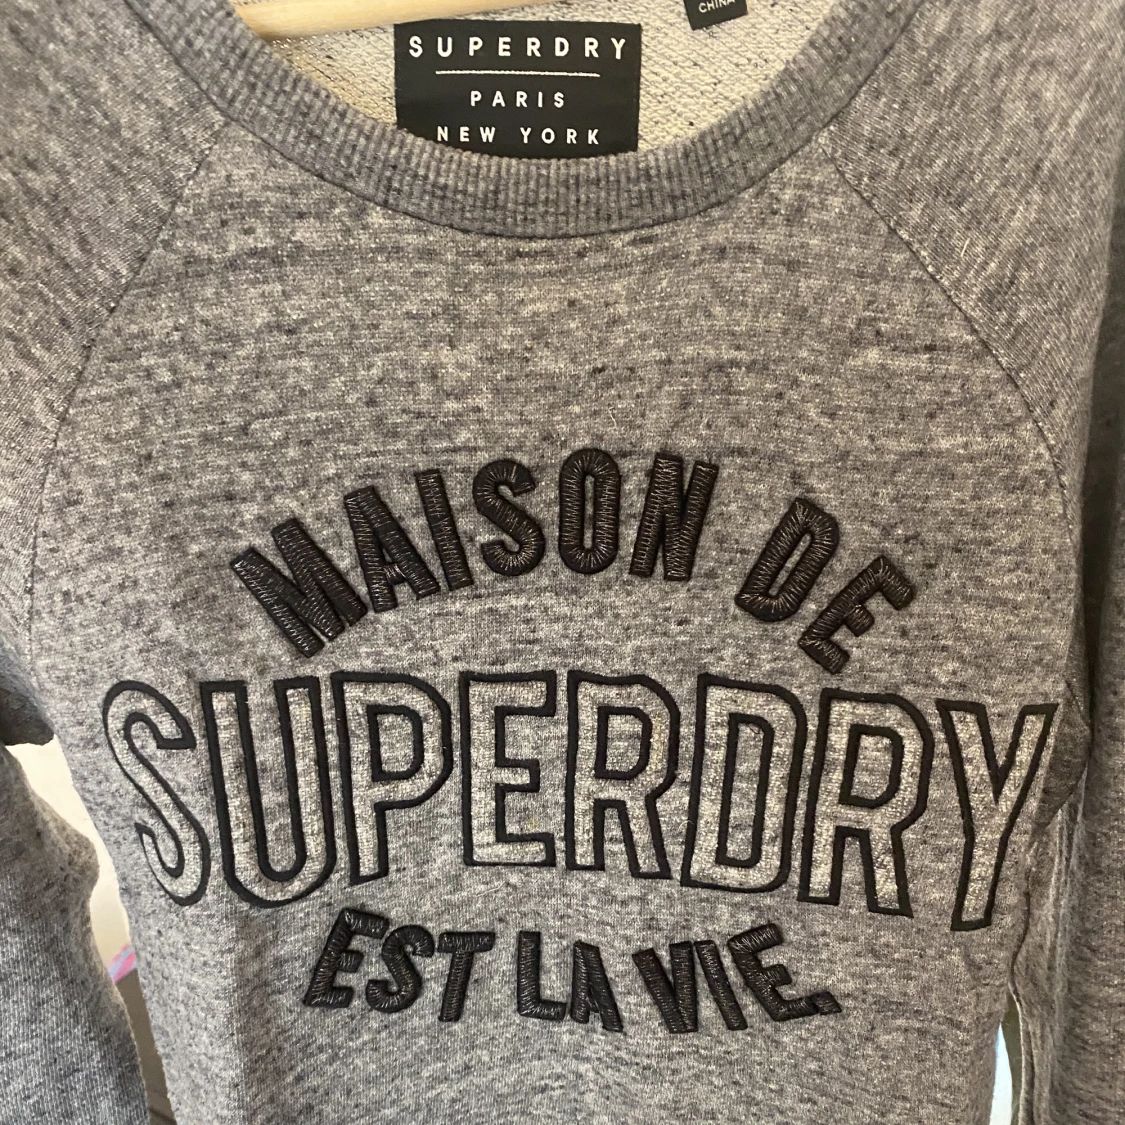 CHINA
SUPERDRY
PARIS
NEW YORK
MAISON DE
SUPERDRY
EST LA VIE.